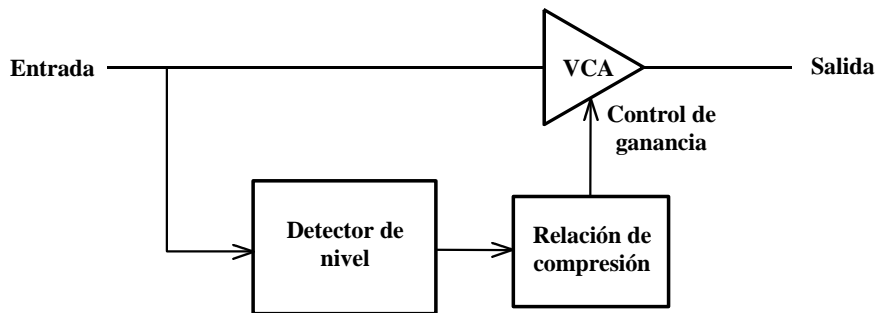 Entrada
VCA
Salida
Control de
ganancia
Detector de
nivel
Relación de
compresión